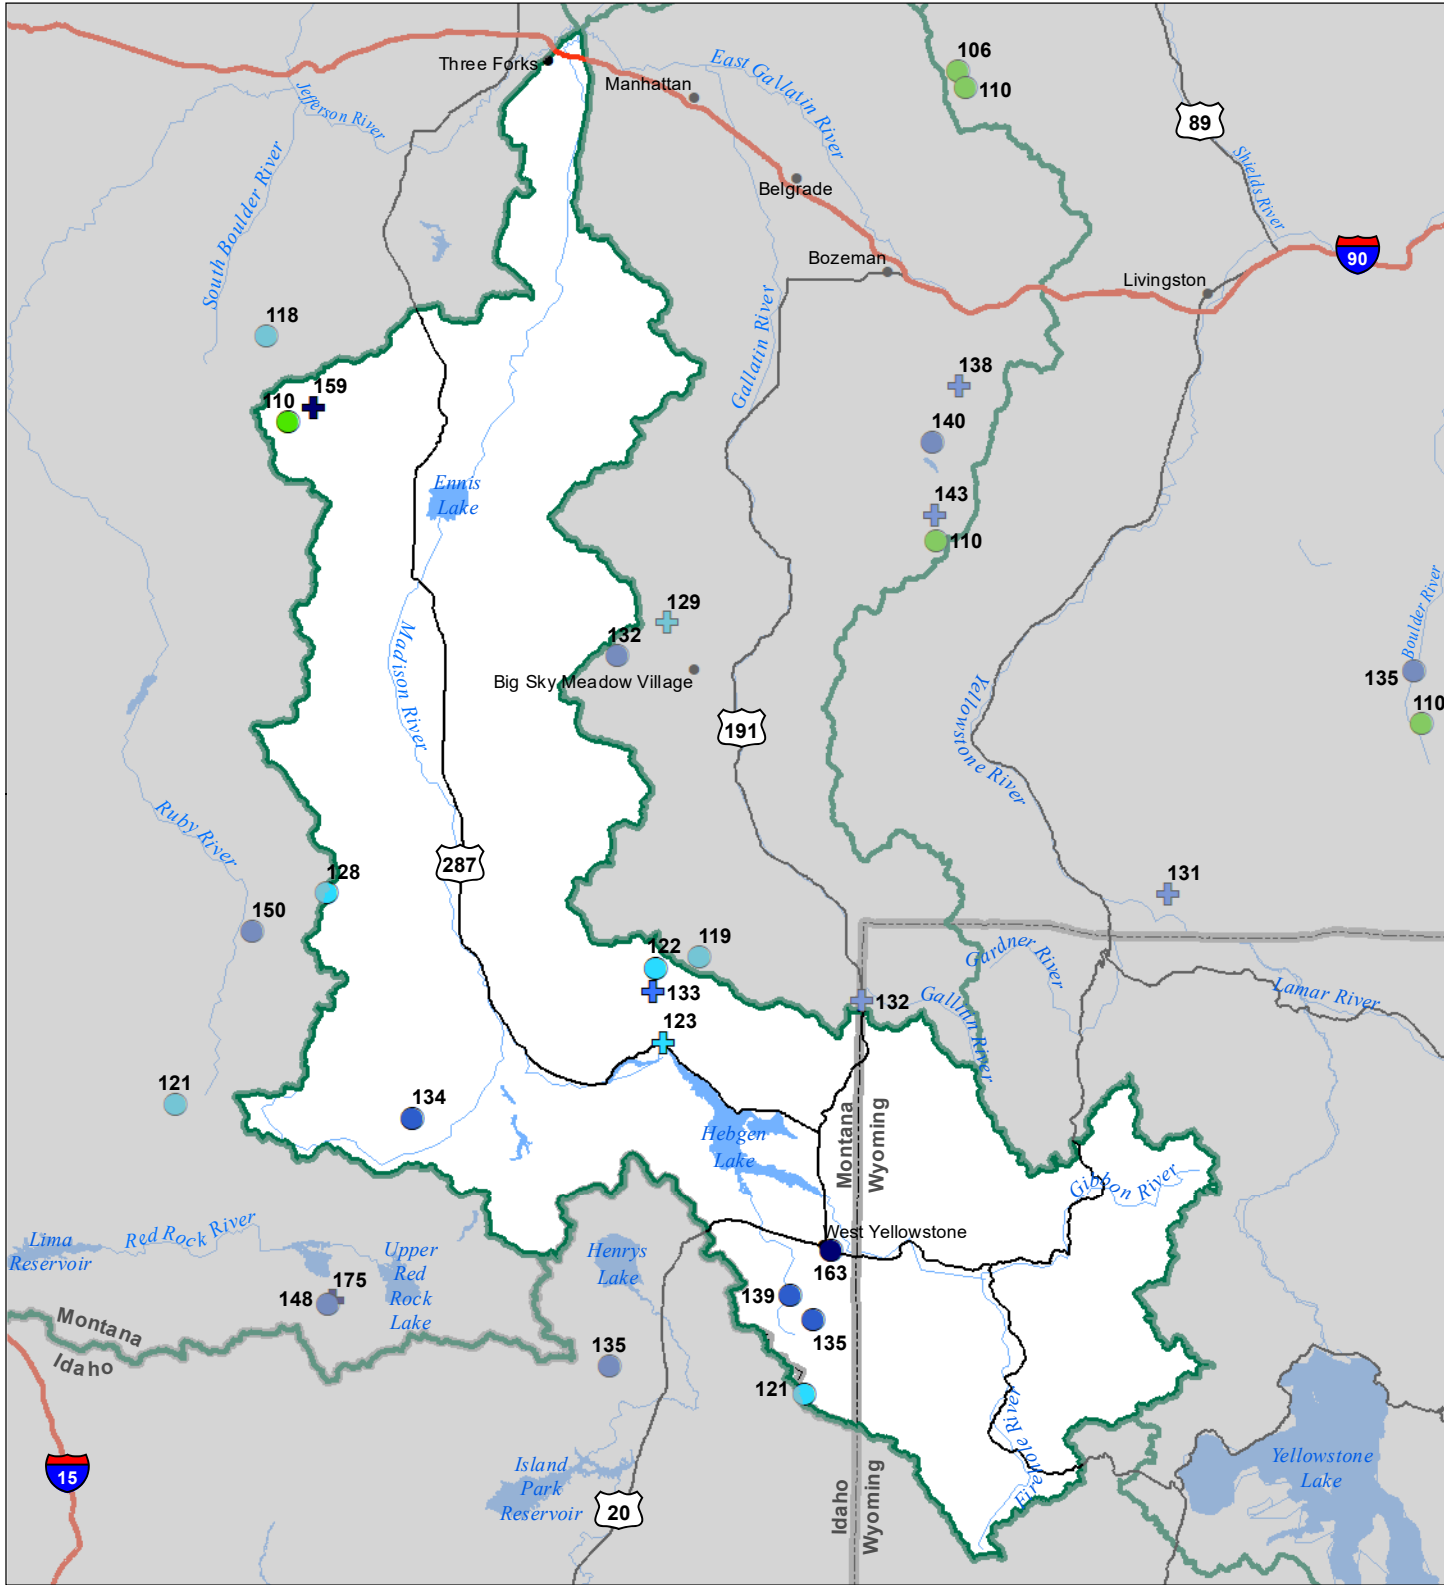 106
110
89
Three Forks
Manhattan
East Gallatin River
Jefferson River
Shields River
South Boulder River
Belgrade
Bozeman
90
Livingston
118
Gallatin River
159
110
138
140
Ennis
Lake
143
110
129
132
Madison River
Big Sky Meadow Village
Boulder River
135
110
191
Yellowstone River
Ruby River
287
128
150
131
122
119
133
132
123
Gardner River
Gallatin River
Lamar River
121
134
Hebgen
Lake
Montana
Wyoming
Gibbon River
Red Rock River
Lima
Reservoir
Upper
Red
Rock
Lake
Henrys
Lake
West Yellowstone
163
175
148
139
135
Montana
Idaho
135
121
Firehole River
15
Island
Park
Reservoir
20
Idaho
Wyoming
Yellowstone
Lake